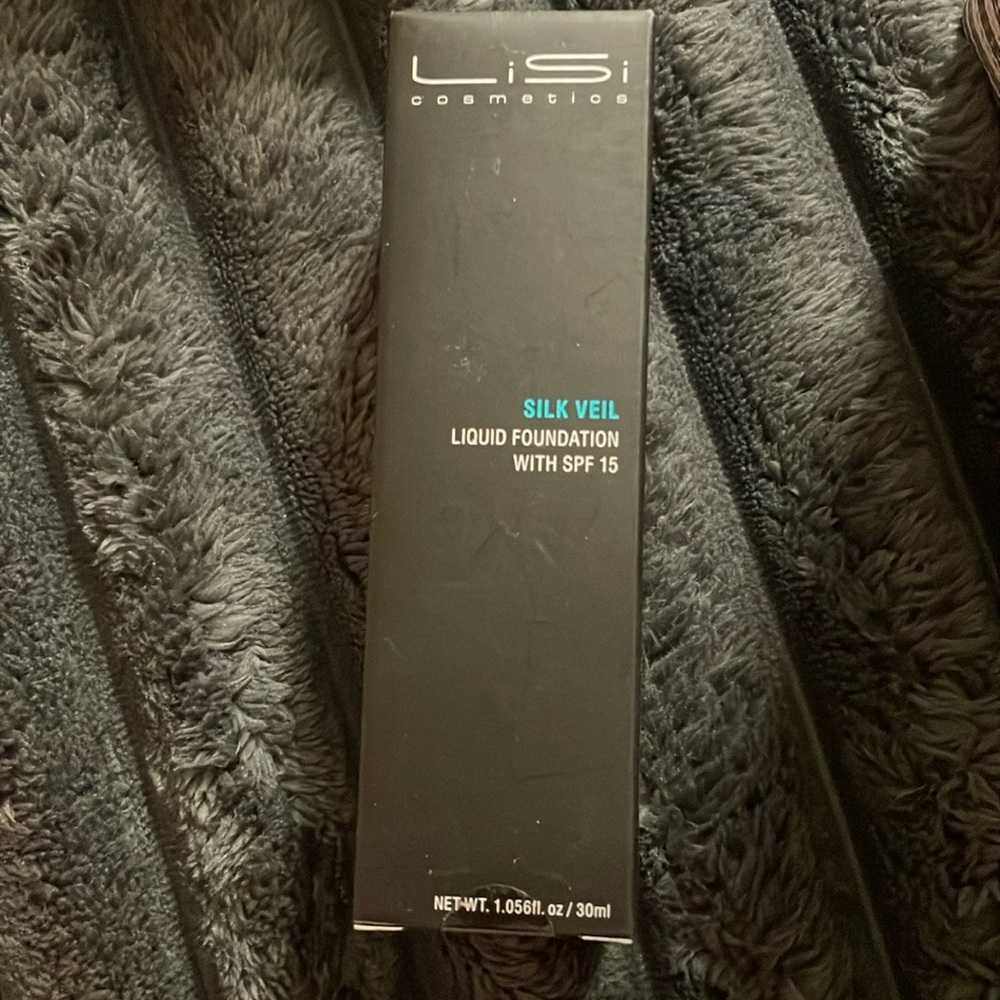 LiSi
cosmetics
SILK VEIL
LIQUID FOUNDATION
WITH SPF 15
NET WT. 1.056fl. oz / 30ml